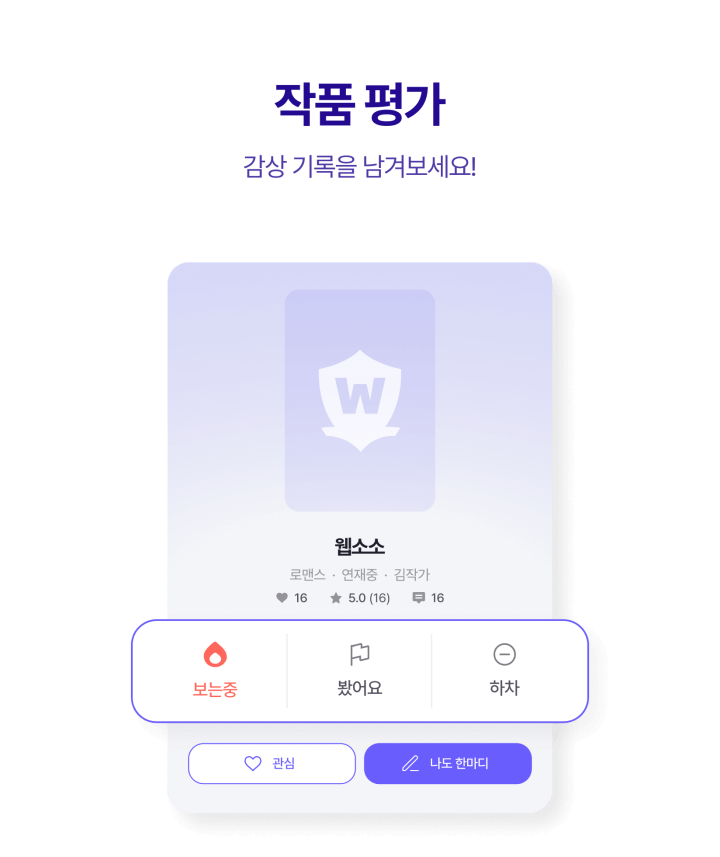 작품 평가
감상 기록을 남겨보세요!
W
웹소소
로맨스 · 연재중 · 김작가
16 5.0 (16) 16
보는중 봤어요 하차
관심 나도 한마디